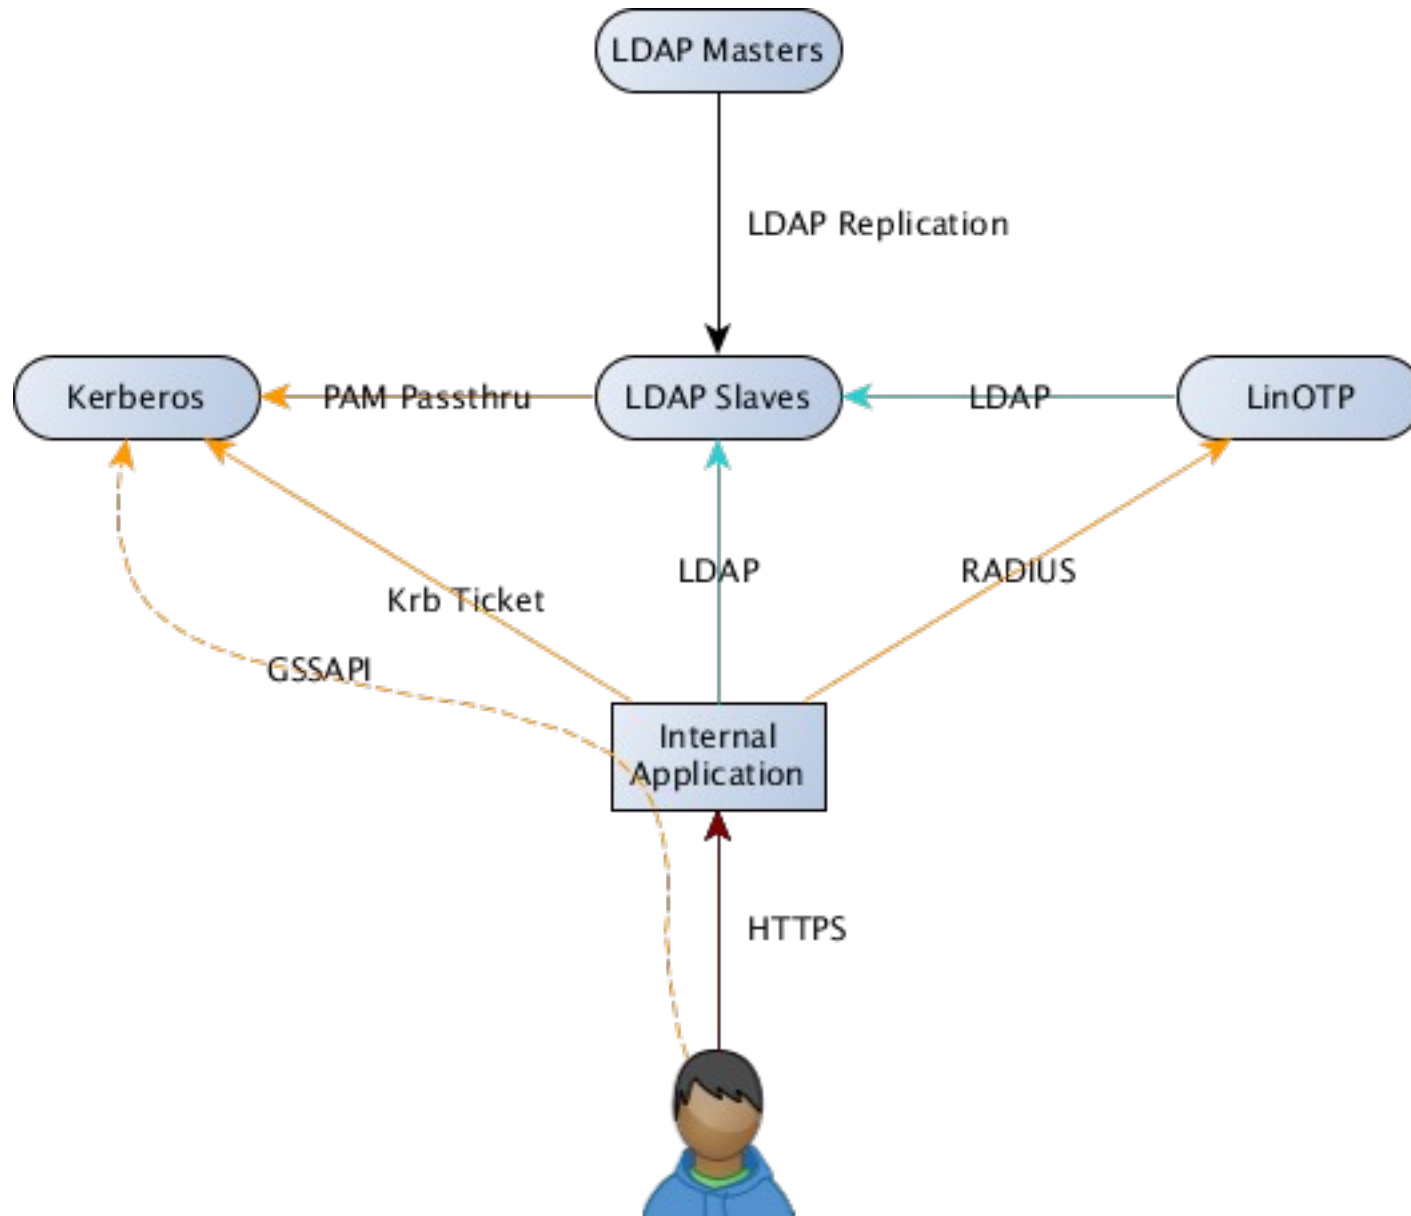 LDAP Masters
LDAP Replication
Kerberos
PAM Passthru
LDAP Slaves
LDAP
LinOTP
LDAP
RADIUS
Krb Ticket
GSSAPI
Internal
Application
HTTPS